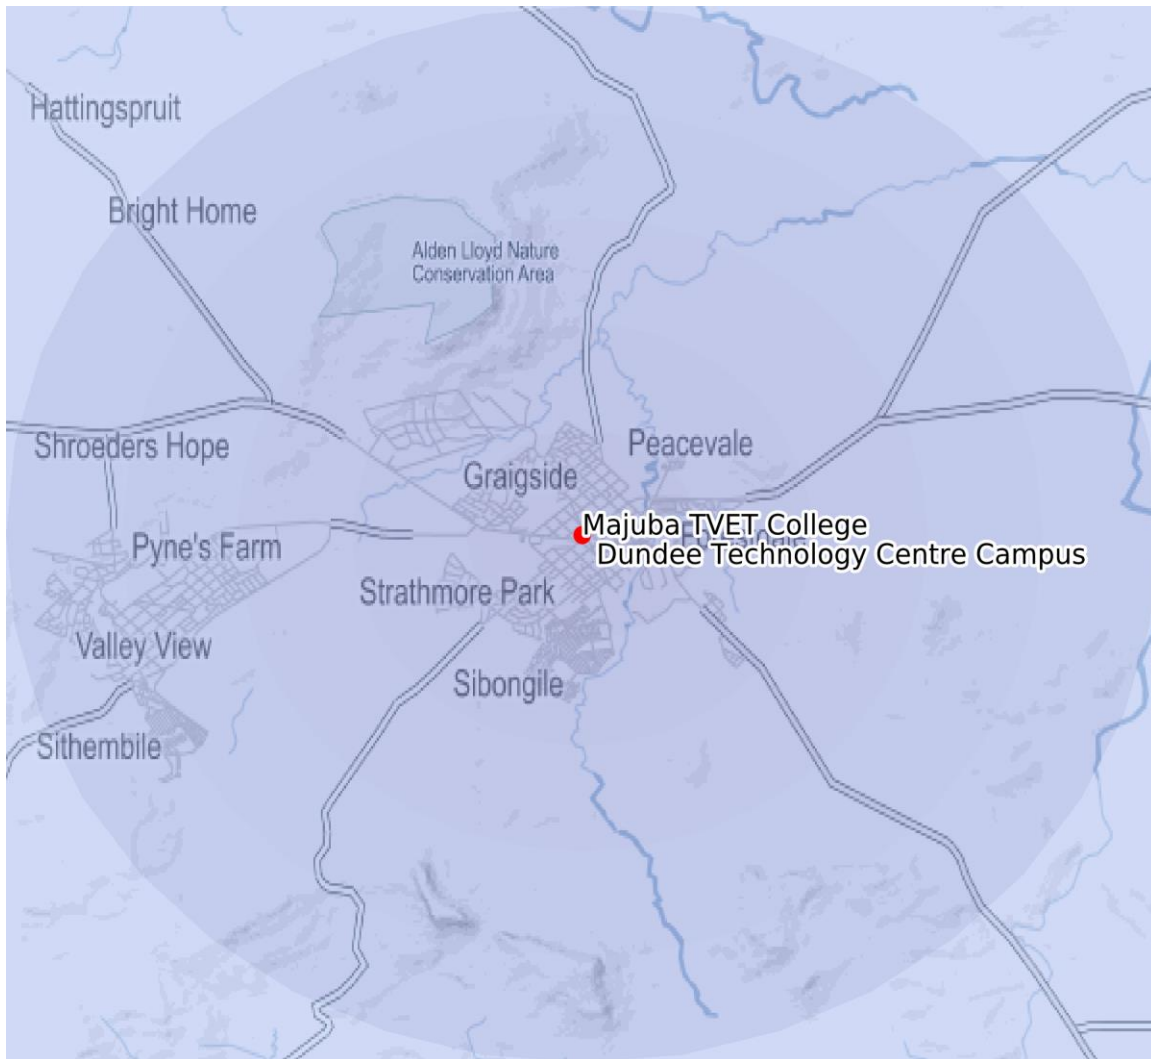 Hattingspruit
Bright Home
Alden Lloyd Nature
Conservation Area
Shroeders Hope
Peacevale
Graigside
Majuba TVET College
Dundee Technology Centre Campus
Pyne's Farm
Strathmore Park
Valley View
Sibongile
Sithembile